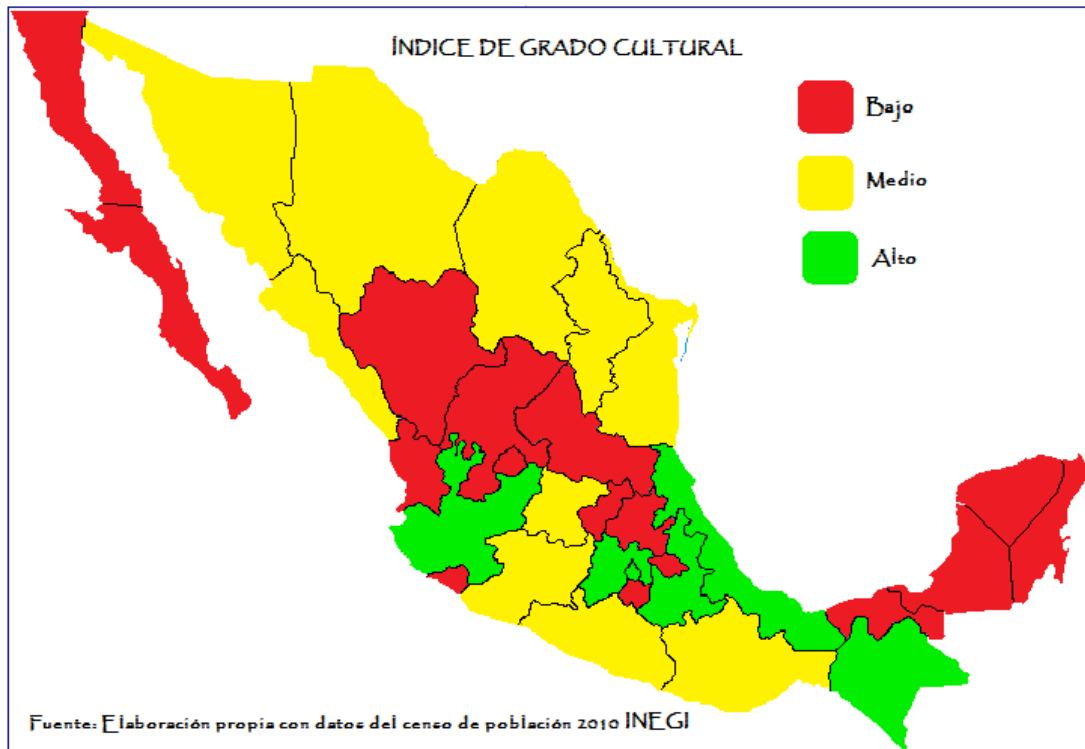 ÍNDICE DE GRADO CULTURAL
Bajo
Medio
Alto
Fuente: Elaboración propia con datos del censo de población 2010 INEGI